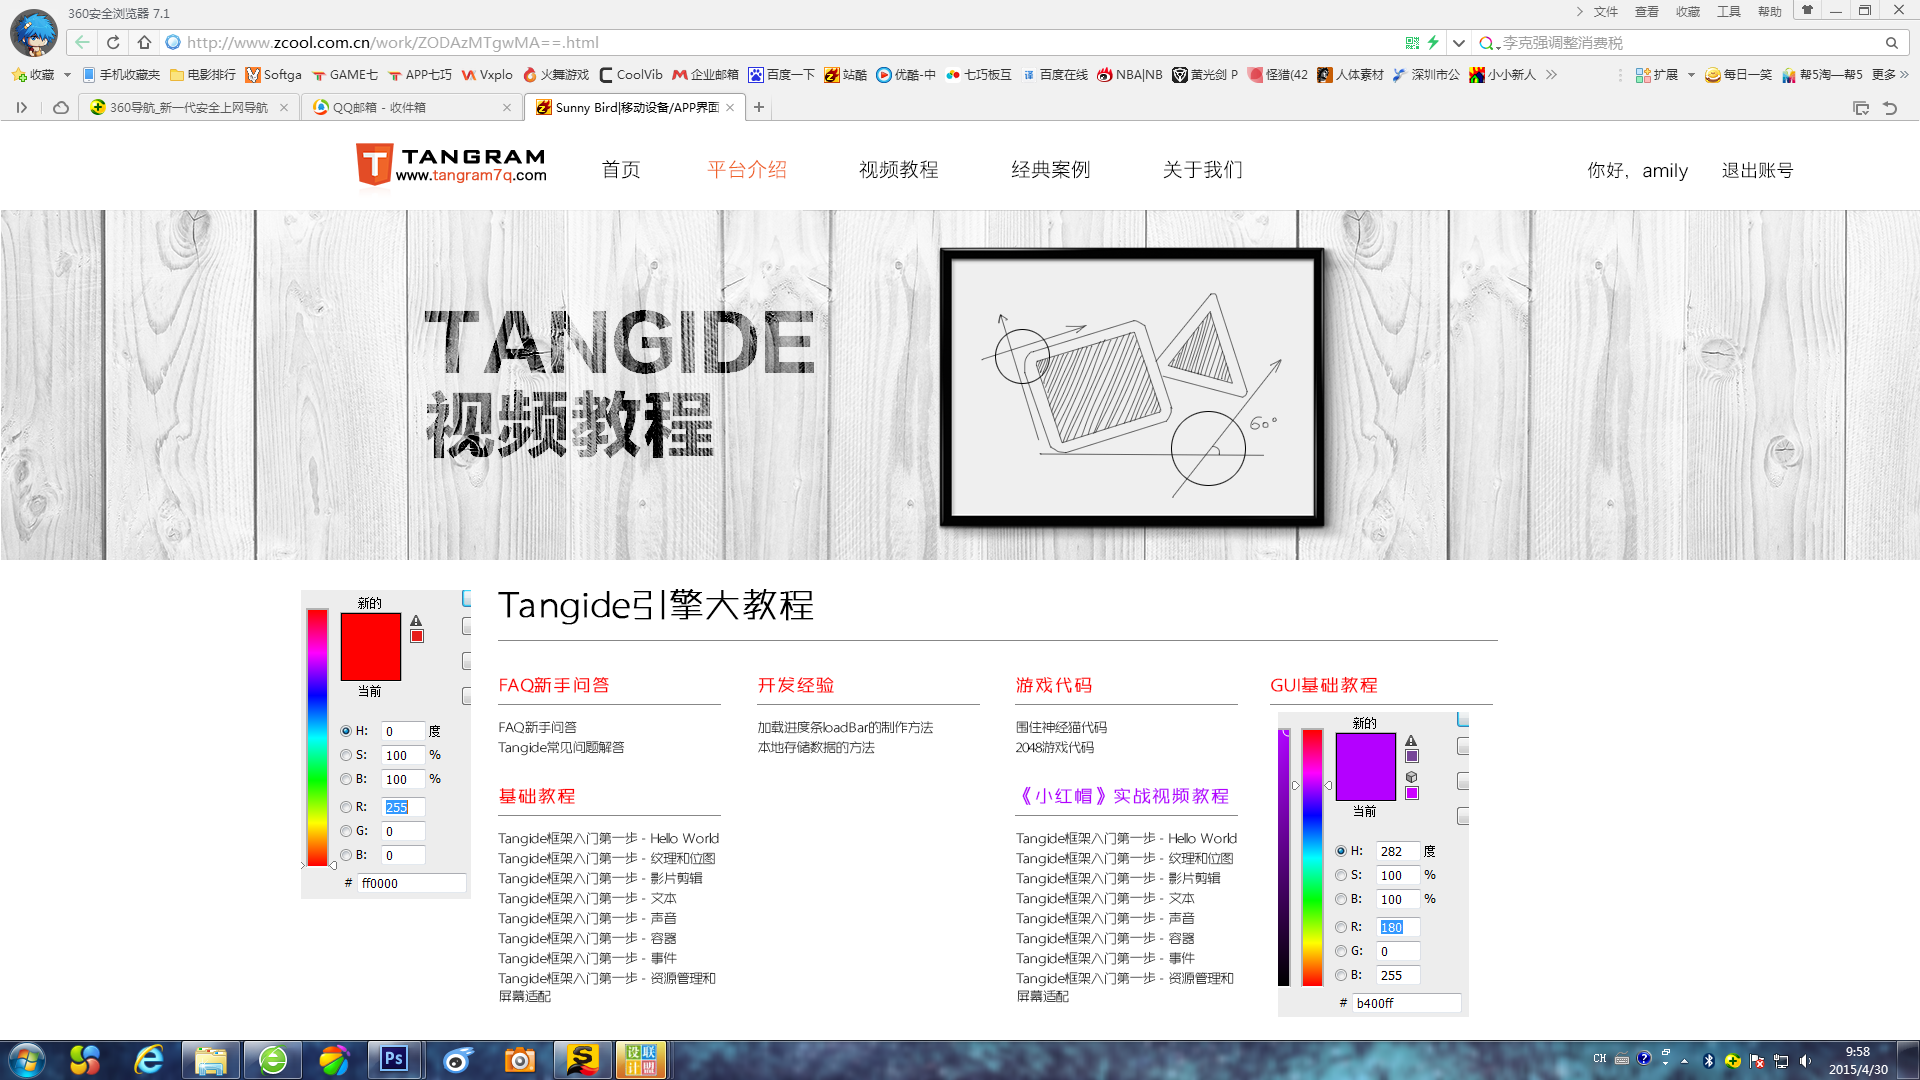 360安全浏览器 7.1
文件 查看 收藏 工具 帮助
http://www.zcool.com.cn/work/ZODAzMTgwMA==.html
李克强调整消费税
收藏 手机收藏夹 电影排行 Softga GAME七 APP七巧 Vxplo 火舞游戏 CoolVib 企业邮箱 百度一下 站酷 优酷-中 七巧板互 百度在线 NBA|NB 黄光剑 P 怪猎(42 人体素材 深圳市公 小小新人 扩展 每日一笑 帮5淘—帮5 更多
360导航_新一代安全上网导航
QQ邮箱 - 收件箱
Sunny Bird|移动设备/APP界面
TANGRAM
www.tangram7q.com
首页 平台介绍 视频教程 经典案例 关于我们
你好，amily 退出账号
TANGIDE
视频教程
60°
Tangide引擎大教程
新的
当前
H: 0 度
S: 100 %
B: 100 %
R: 255
G: 0
B: 0
# ff0000
FAQ新手问答
FAQ新手问答
Tangide常见问题解答
基础教程
Tangide框架入门第一步 - Hello World
Tangide框架入门第一步 - 纹理和位图
Tangide框架入门第一步 - 影片剪辑
Tangide框架入门第一步 - 文本
Tangide框架入门第一步 - 声音
Tangide框架入门第一步 - 容器
Tangide框架入门第一步 - 事件
Tangide框架入门第一步 - 资源管理和
屏幕适配
开发经验
加载进度条loadBar的制作方法
本地存储数据的方法
游戏代码
围住神经猫代码
2048游戏代码
《小红帽》实战视频教程
Tangide框架入门第一步 - Hello World
Tangide框架入门第一步 - 纹理和位图
Tangide框架入门第一步 - 影片剪辑
Tangide框架入门第一步 - 文本
Tangide框架入门第一步 - 声音
Tangide框架入门第一步 - 容器
Tangide框架入门第一步 - 事件
Tangide框架入门第一步 - 资源管理和
屏幕适配
GUI基础教程
新的
当前
H: 282 度
S: 100 %
B: 100 %
R: 180
G: 0
B: 255
# b400ff
Ps
设联计网
CH
9:58
2015/4/30